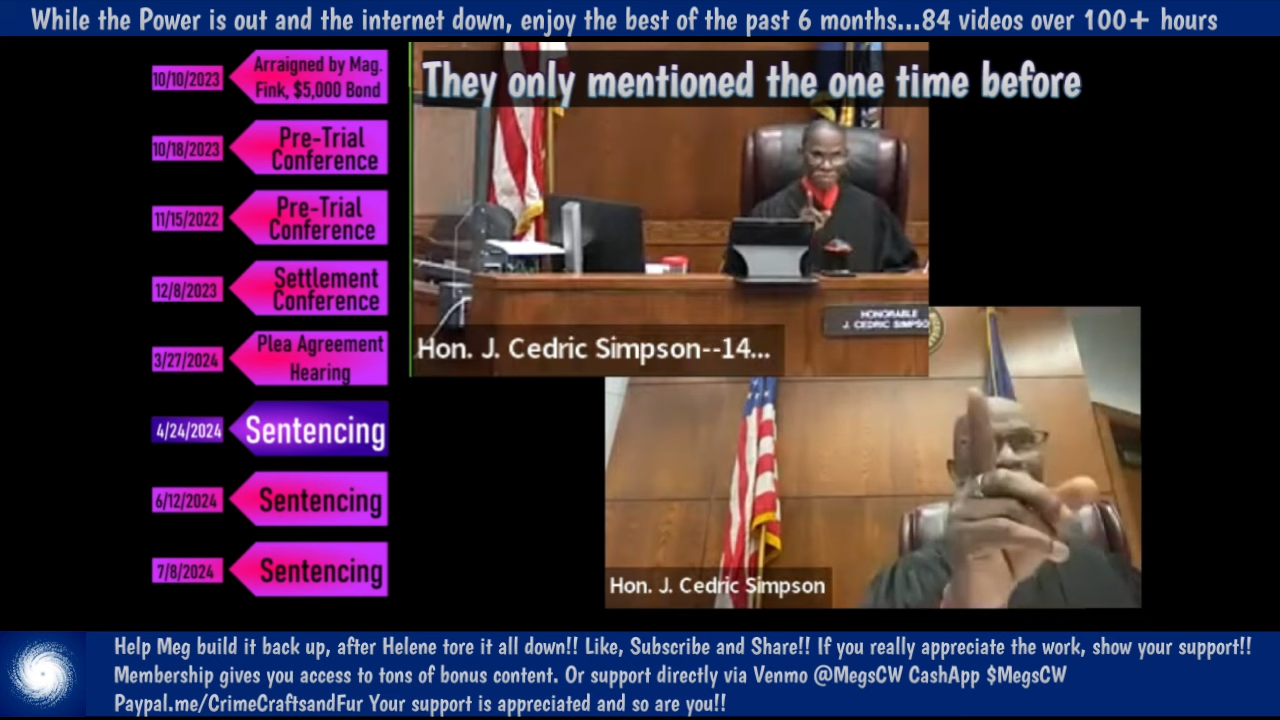 While the Power is out and the internet down, enjoy the best of the past 6 months...84 videos over 100+ hours
10/10/2023
Arraigned by Mag.
Fink, $5,000 Bond
10/18/2023
Pre-Trial
Conference
11/15/2022
Pre-Trial
Conference
12/8/2023
Settlement
Conference
3/27/2024
Plea Agreement
Hearing
4/24/2024
Sentencing
6/12/2024
Sentencing
7/8/2024
Sentencing
They only mentioned the one time before
HONORABLE
J. CEDRIC SIMPSO
Hon. J. Cedric Simpson--14...
Hon. J. Cedric Simpson
Help Meg build it back up, after Helene tore it all down!! Like, Subscribe and Share!! If you really appreciate the work, show your support!!
Membership gives you access to tons of bonus content. Or support directly via Venmo @MegsCW CashApp $MegsCW
Paypal.me/CrimeCraftsandFur Your support is appreciated and so are you!!